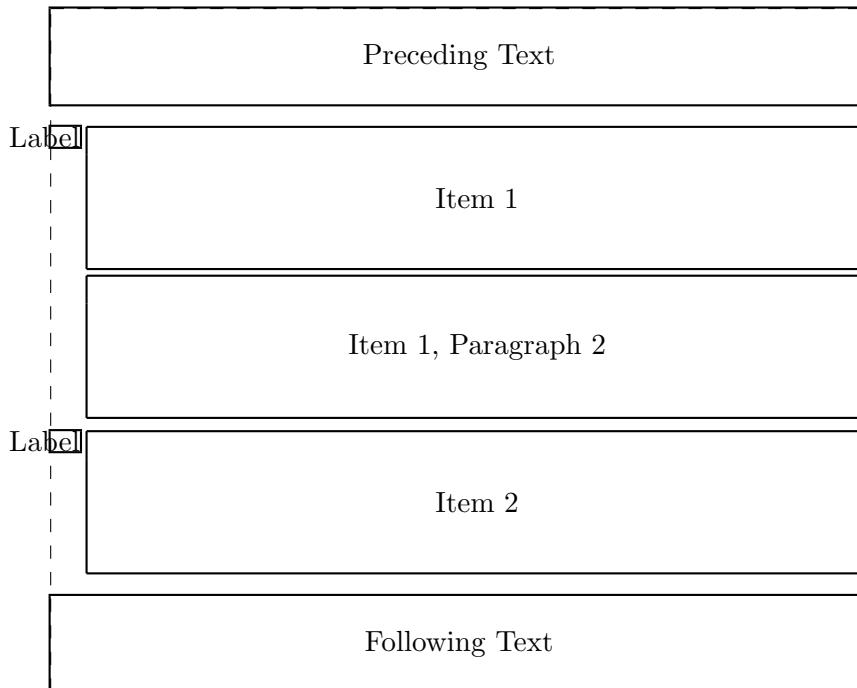 Preceding Text
Label
Item 1
Item 1, Paragraph 2
Label
Item 2
Following Text